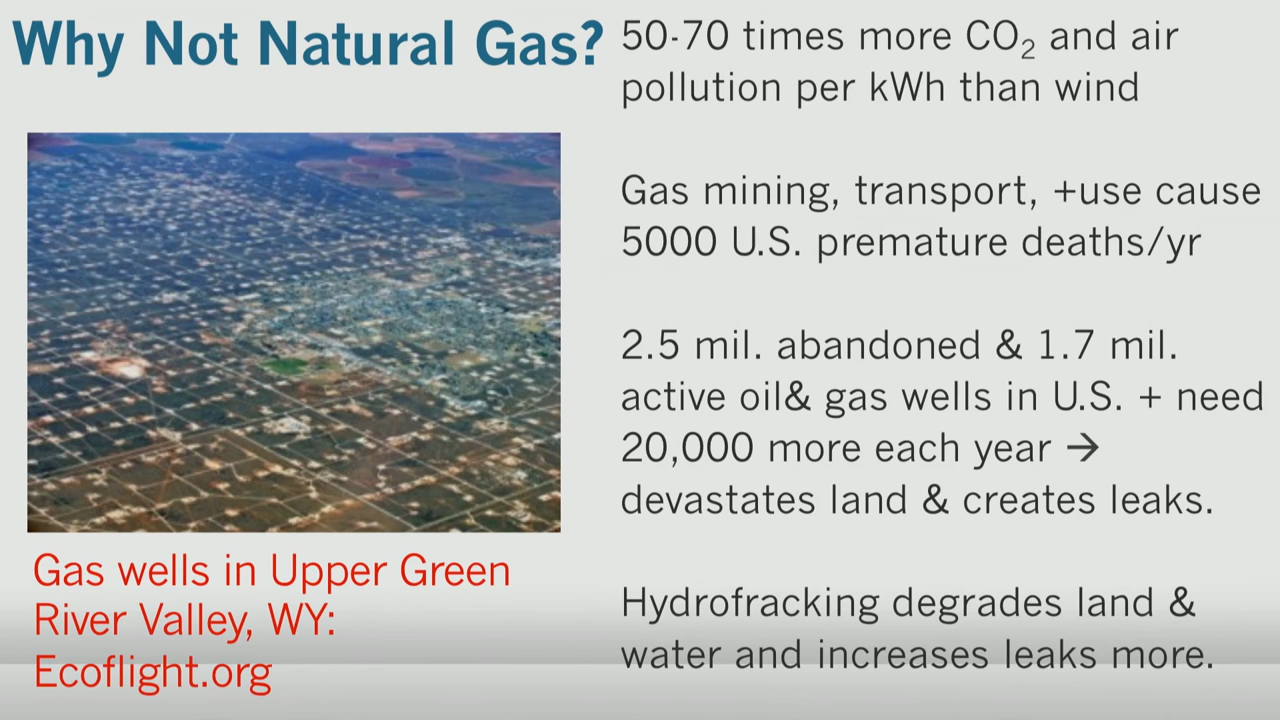 Why Not Natural Gas?
Gas wells in Upper Green
River Valley, WY:
Ecoflight.org
50-70 times more CO₂ and air
pollution per kWh than wind
Gas mining, transport, +use cause
5000 U.S. premature deaths/yr
2.5 mil. abandoned & 1.7 mil.
active oil& gas wells in U.S. + need
20,000 more each year →
devastates land & creates leaks.
Hydrofracking degrades land &
water and increases leaks more.